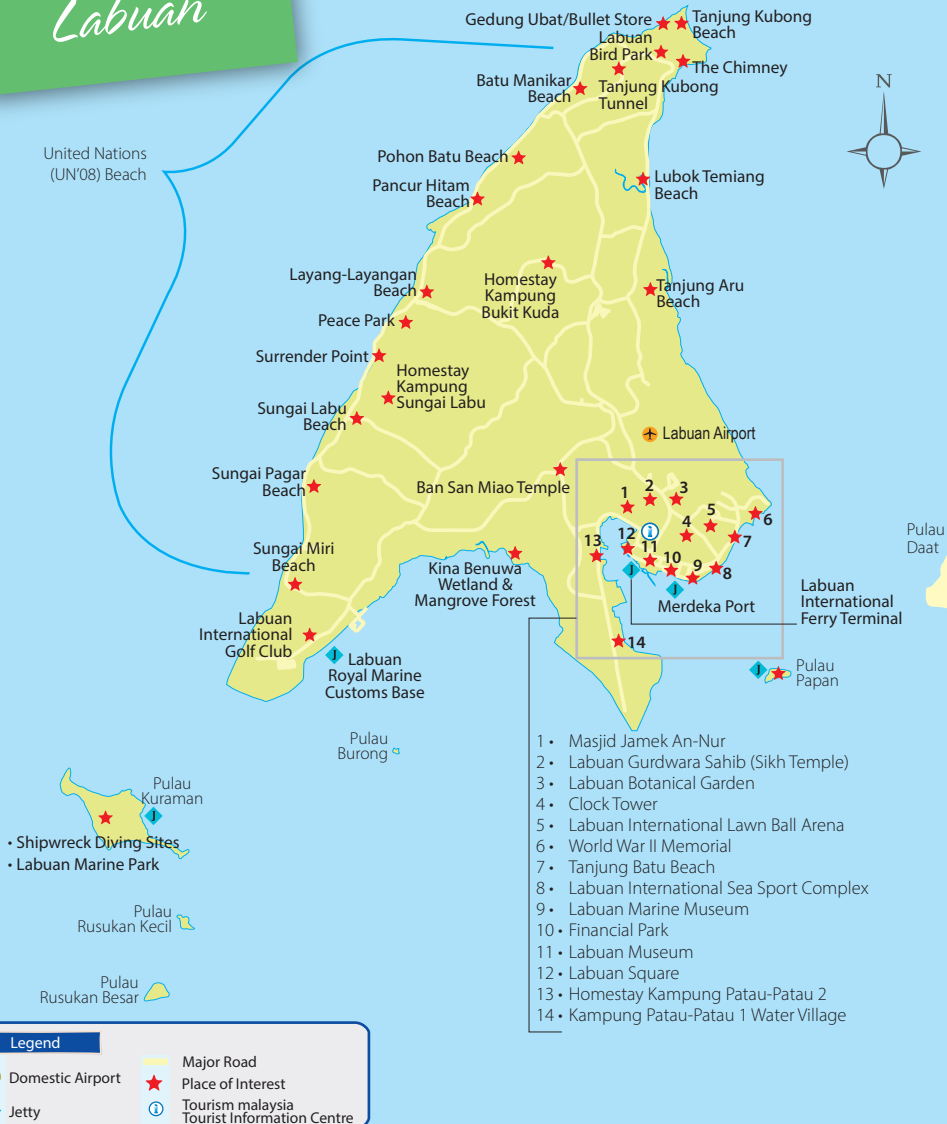 Labuan
Gedung Ubat/Bullet Store
Tanjung Kubong
Beach
Labuan
Bird Park
The Chimney
Batu Manikar
Beach
Tanjung Kubong
Tunnel
N
United Nations
(UN'08) Beach
Pohon Batu Beach
Pancur Hitam
Beach
Lubok Temiang
Beach
Layang-Layangan
Beach
Homestay
Kampung
Bukit Kuda
Tanjung Aru
Beach
Peace Park
Surrender Point
Homestay
Kampung
Sungai Labu
Sungai Labu
Beach
Labuan Airport
Sungai Pagar
Beach
Ban San Miao Temple
1
2
3
4
5
6
7
8
9
10
11
12
13
14
i
Pulau
Daat
Sungai Miri
Beach
Kina Benuwa
Wetland &
Mangrove Forest
J
J
Merdeka Port
Labuan
International
Ferry Terminal
Labuan
International
Golf Club
J
Labuan
Royal Marine
Customs Base
J
Pulau
Papan
Pulau
Burong
Pulau
Kuraman
J
• Shipwreck Diving Sites
• Labuan Marine Park
Pulau
Rusukan Kecil
Pulau
Rusukan Besar
1 • Masjid Jamek An-Nur
2 • Labuan Gurdwara Sahib (Sikh Temple)
3 • Labuan Botanical Garden
4 • Clock Tower
5 • Labuan International Lawn Ball Arena
6 • World War II Memorial
7 • Tanjung Batu Beach
8 • Labuan International Sea Sport Complex
9 • Labuan Marine Museum
10 • Financial Park
11 • Labuan Museum
12 • Labuan Square
13 • Homestay Kampung Patau-Patau 2
14 • Kampung Patau-Patau 1 Water Village
Legend
Domestic Airport
Jetty
Major Road
Place of Interest
i
Tourism malaysia
Tourist Information Centre